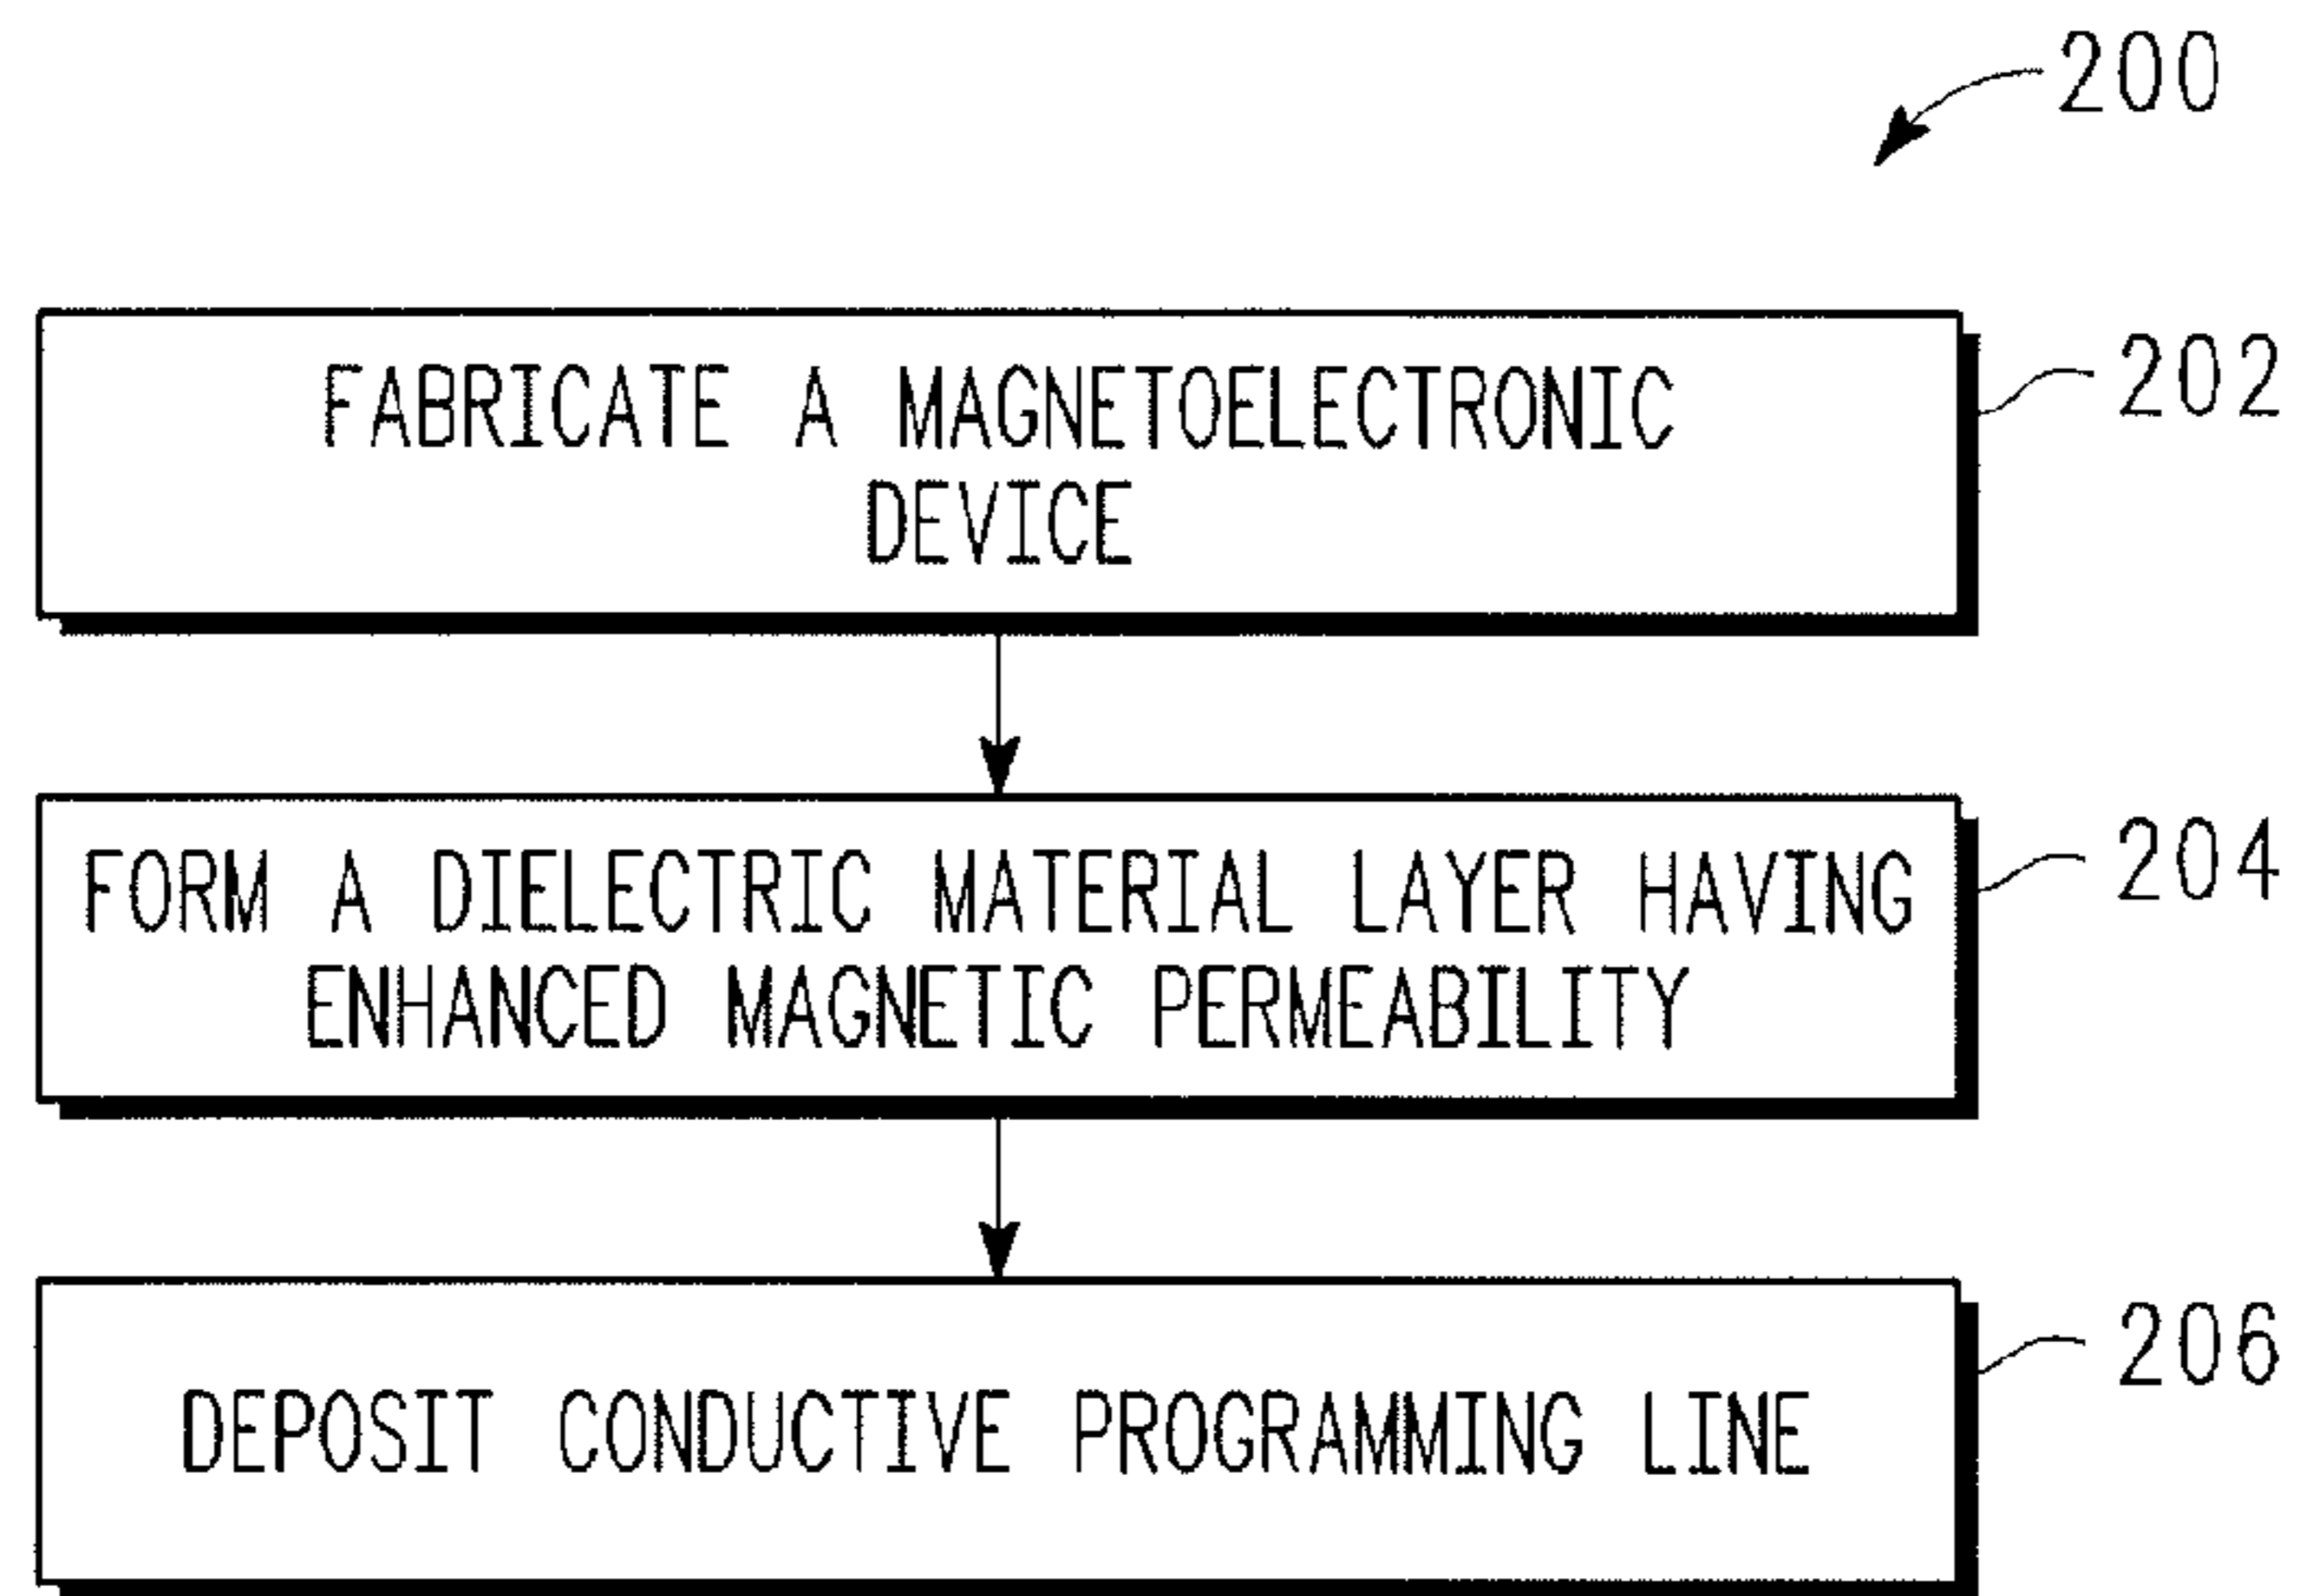 200
FABRICATE A MAGNETOELECTRONIC
DEVICE
202
FORM A DIELECTRIC MATERIAL LAYER HAVING
ENHANCED MAGNETIC PERMEABILITY
204
DEPOSIT CONDUCTIVE PROGRAMMING LINE
206